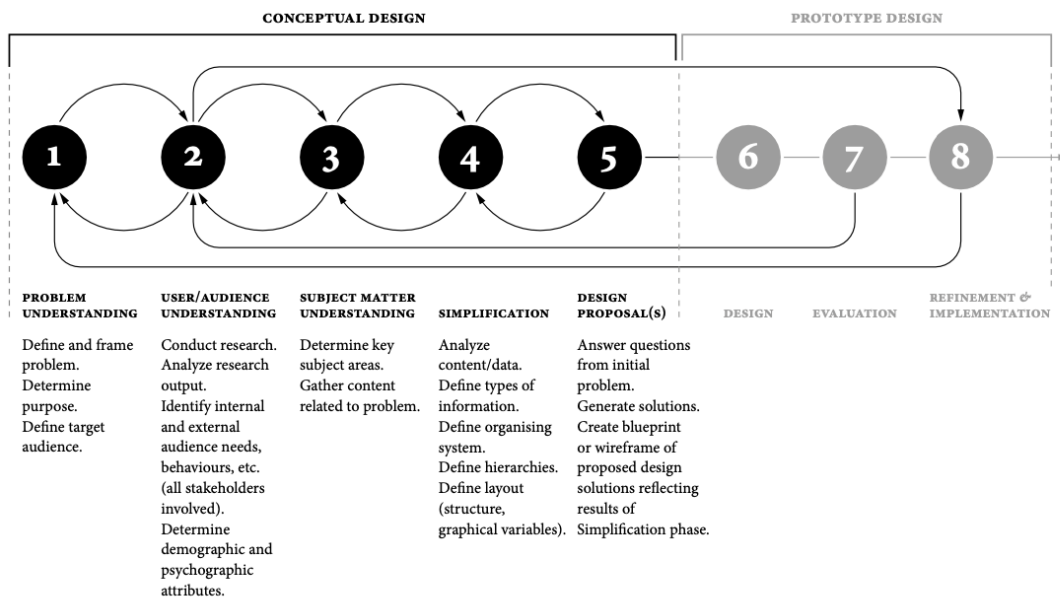 CONCEPTUAL DESIGN
PROTOTYPE DESIGN
1
2
3
4
5
6
7
8
PROBLEM
UNDERSTANDING
Define and frame
problem.
Determine
purpose.
Define target
audience.
USER/AUDIENCE
UNDERSTANDING
Conduct research.
Analyze research
output.
Identify internal
and external
audience needs,
behaviours, etc.
(all stakeholders
involved).
Determine
demographic and
psychographic
attributes.
SUBJECT MATTER
UNDERSTANDING
Determine key
subject areas.
Gather content
related to problem.
SIMPLIFICATION
Analyze
content/data.
Define types of
information.
Define organising
system.
Define hierarchies.
Define layout
(structure,
graphical variables).
DESIGN
PROPOSAL(S)
Answer questions
from initial
problem.
Generate solutions.
Create blueprint
or wireframe of
proposed design
solutions reflecting
results of
Simplification phase.
DESIGN
EVALUATION
REFINEMENT &
IMPLEMENTATION